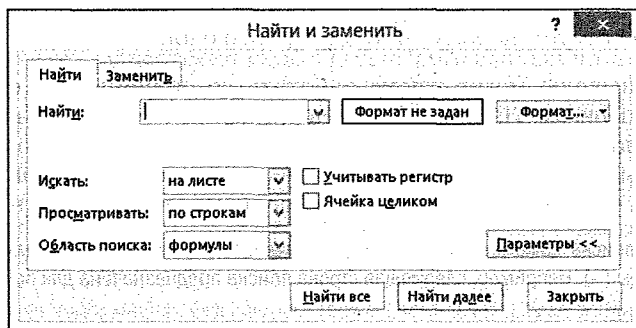 Найти и заменить ?
Найти Заменить
Найти: Формат не задан Формат...
Искать: на листе Учитывать регистр
Ячейка целиком
Просматривать: по строкам
Область поиска: формулы Параметры <<
Найти все Найти далее Закрыть